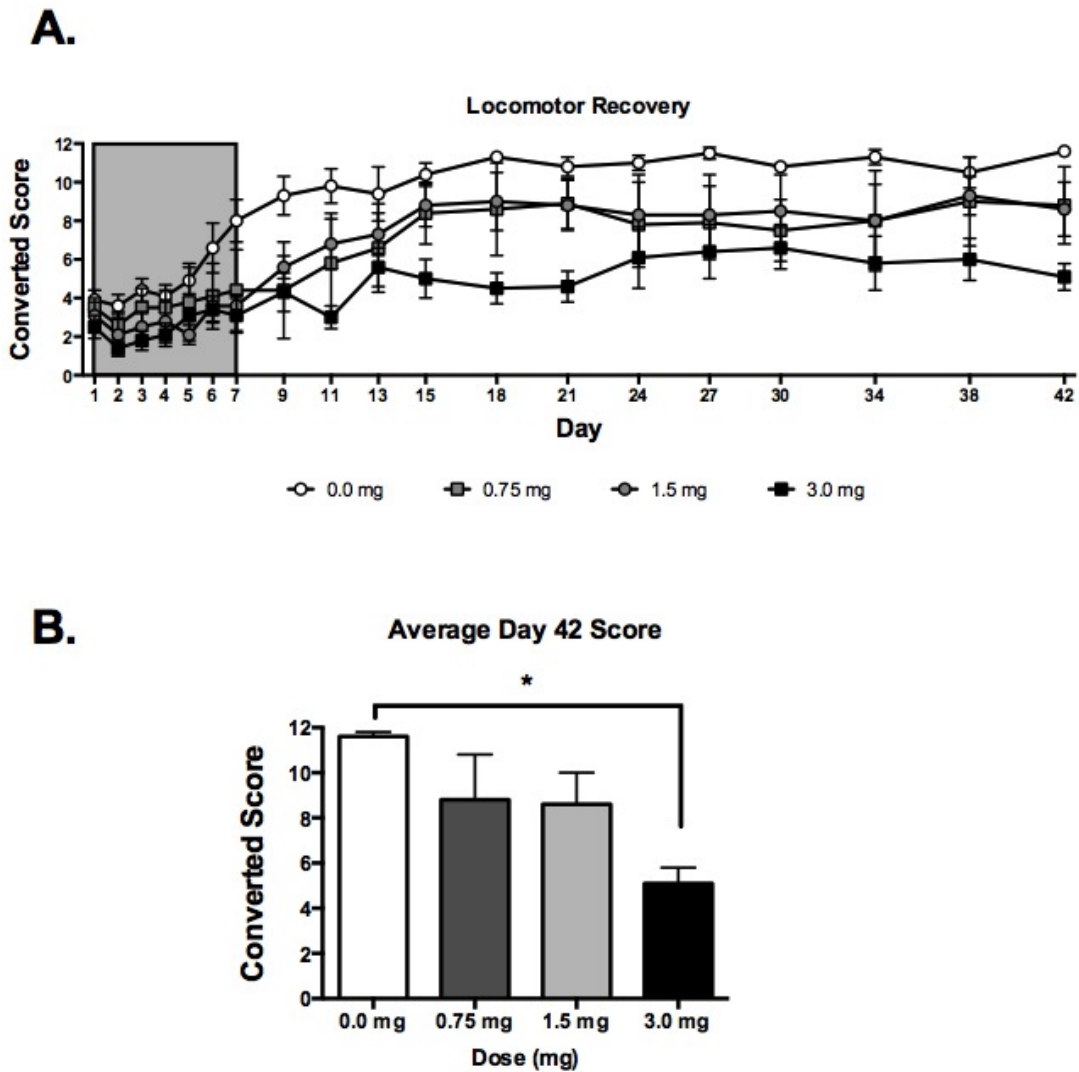 A.
Locomotor Recovery
Converted Score
12
10
8
6
4
2
0
1 2 3 4 5 6 7 9 11 13 15 18 21 24 27 30 34 38 42
Day
0.0 mg 0.75 mg 1.5 mg 3.0 mg
B.
Average Day 42 Score
*
Converted Score
12
10
8
6
4
2
0
0.0 mg 0.75 mg 1.5 mg 3.0 mg
Dose (mg)